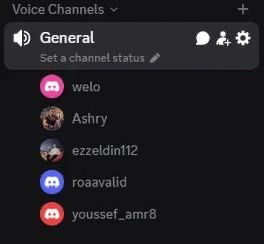 Voice Channels
General
Set a channel status
welo
Ashry
ezzeldin112
roaavalid
youssef_amr8